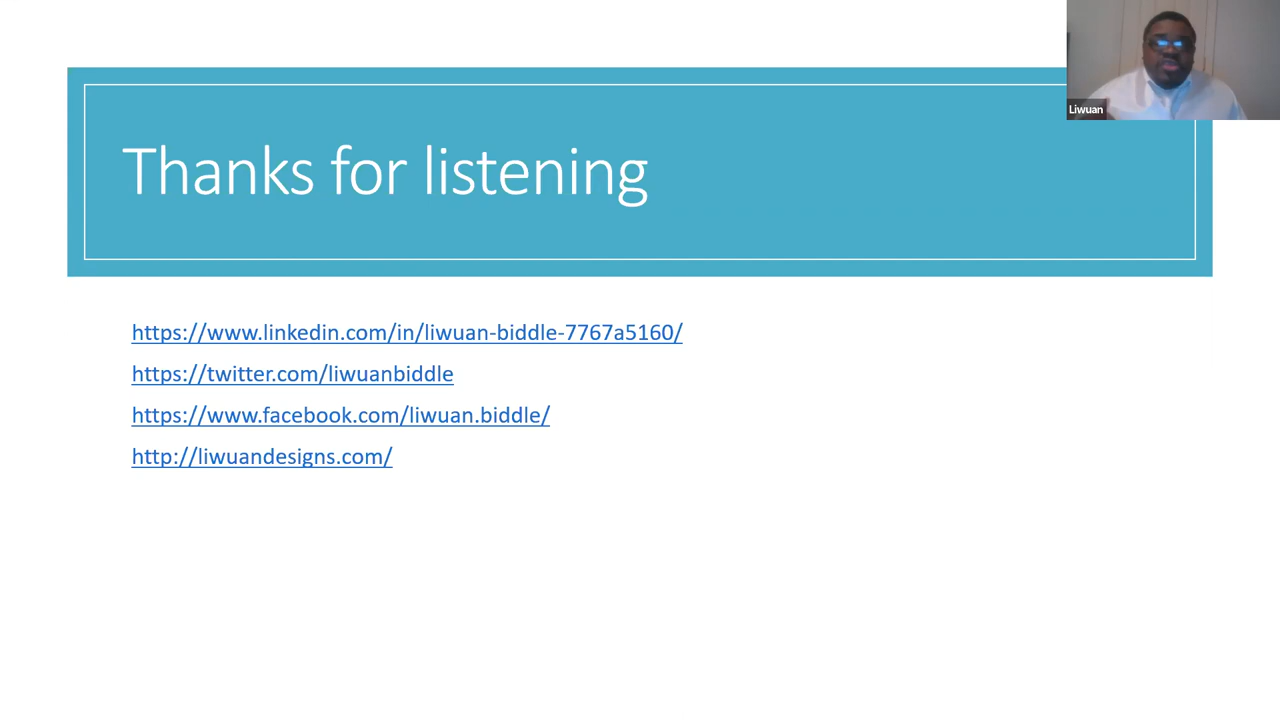 Thanks for listening
Liwuan
https://www.linkedin.com/in/liwuan-biddle-7767a5160/
https://twitter.com/liwuanbiddle
https://www.facebook.com/liwuan.biddle/
http://liwuandesigns.com/